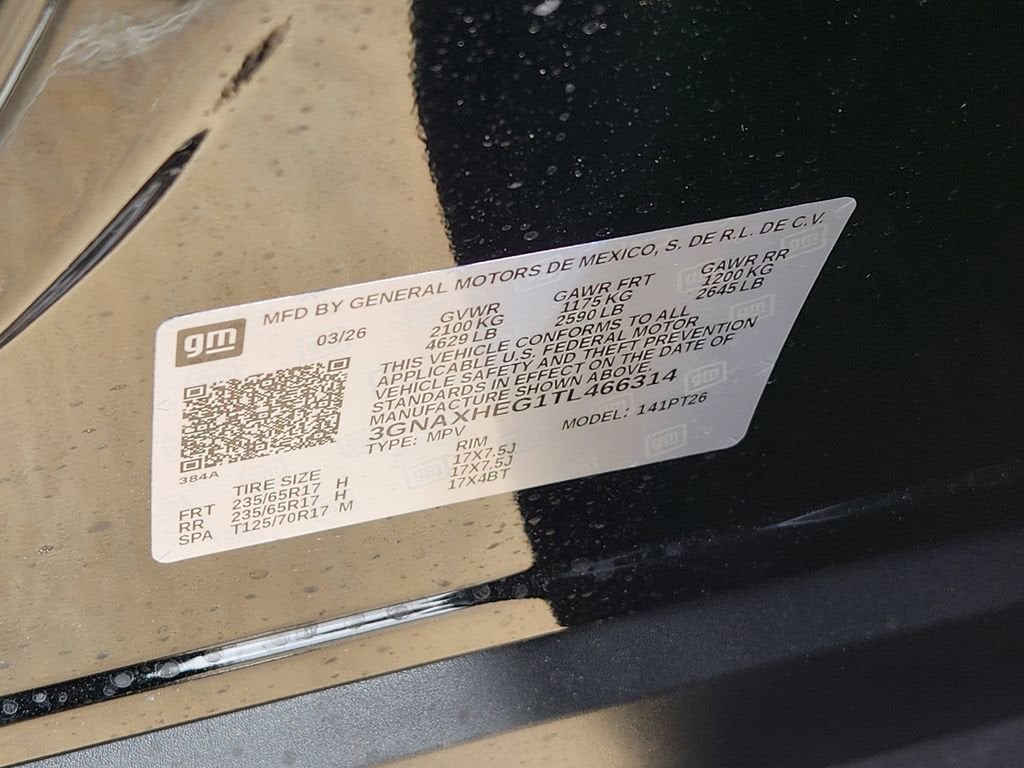 MFD BY GENERAL MOTORS DE MEXICO, S. DE R.L. DE C.V.
gm
03/26
GVWR GAWR FRT GAWR RR
2100 KG 1175 KG 1200 KG
4629 LB 2590 LB 2645 LB
THIS VEHICLE CONFORMS TO ALL
APPLICABLE U.S. FEDERAL MOTOR
VEHICLE SAFETY AND THEFT PREVENTION
STANDARDS IN EFFECT ON THE DATE OF
MANUFACTURE SHOWN ABOVE.
3GNAXHEG1TL466314
TYPE: MPV MODEL: 141PT26
384A
TIRE SIZE RIM
FRT 235/65R17 H 17X7.5J
RR 235/65R17 H 17X7.5J
SPA T125/70R17 M 17X4BT